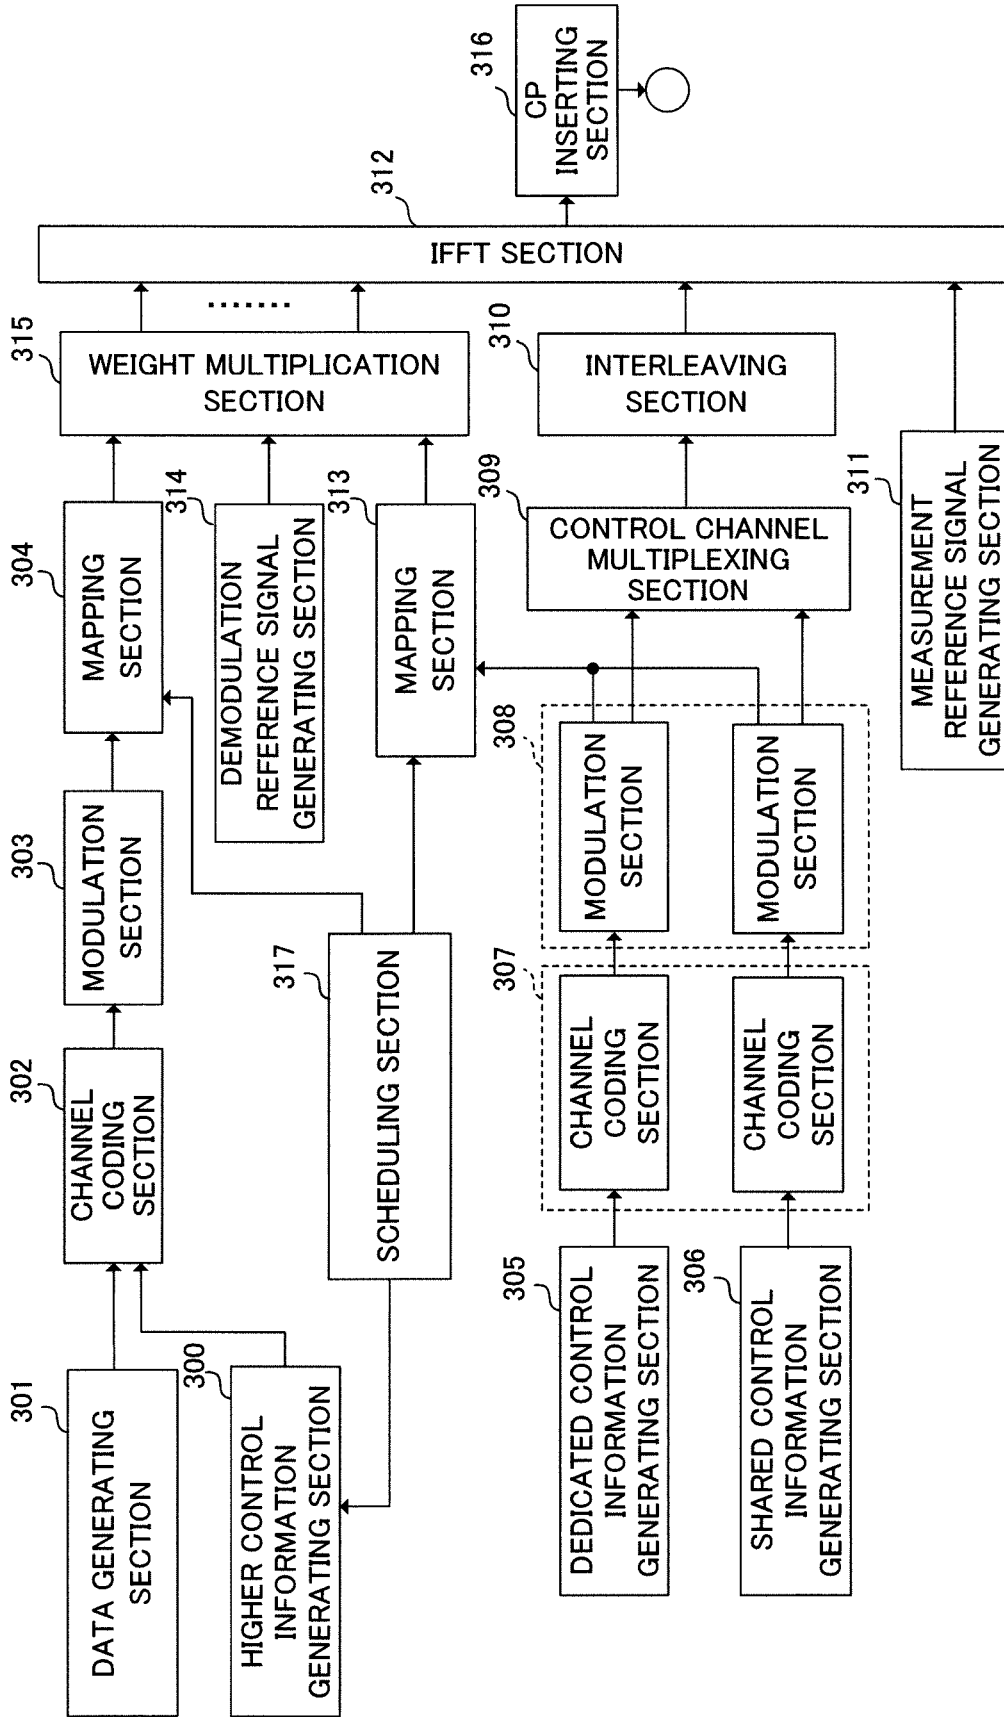 301
DATA GENERATING
SECTION
300
HIGHER CONTROL
INFORMATION
GENERATING SECTION
302
CHANNEL
CODING
SECTION
303
MODULATION
SECTION
304
MAPPING
SECTION
317
SCHEDULING SECTION
314
DEMODULATION
REFERENCE SIGNAL
GENERATING SECTION
313
MAPPING
SECTION
315
WEIGHT MULTIPLICATION
SECTION
305
DEDICATED CONTROL
INFORMATION
GENERATING SECTION
306
SHARED CONTROL
INFORMATION
GENERATING SECTION
307
CHANNEL
CODING
SECTION
CHANNEL
CODING
SECTION
308
MODULATION
SECTION
MODULATION
SECTION
309
CONTROL CHANNEL
MULTIPLEXING
SECTION
310
INTERLEAVING
SECTION
311
MEASUREMENT
REFERENCE SIGNAL
GENERATING SECTION
312
IFFT SECTION
316
CP
INSERTING
SECTION